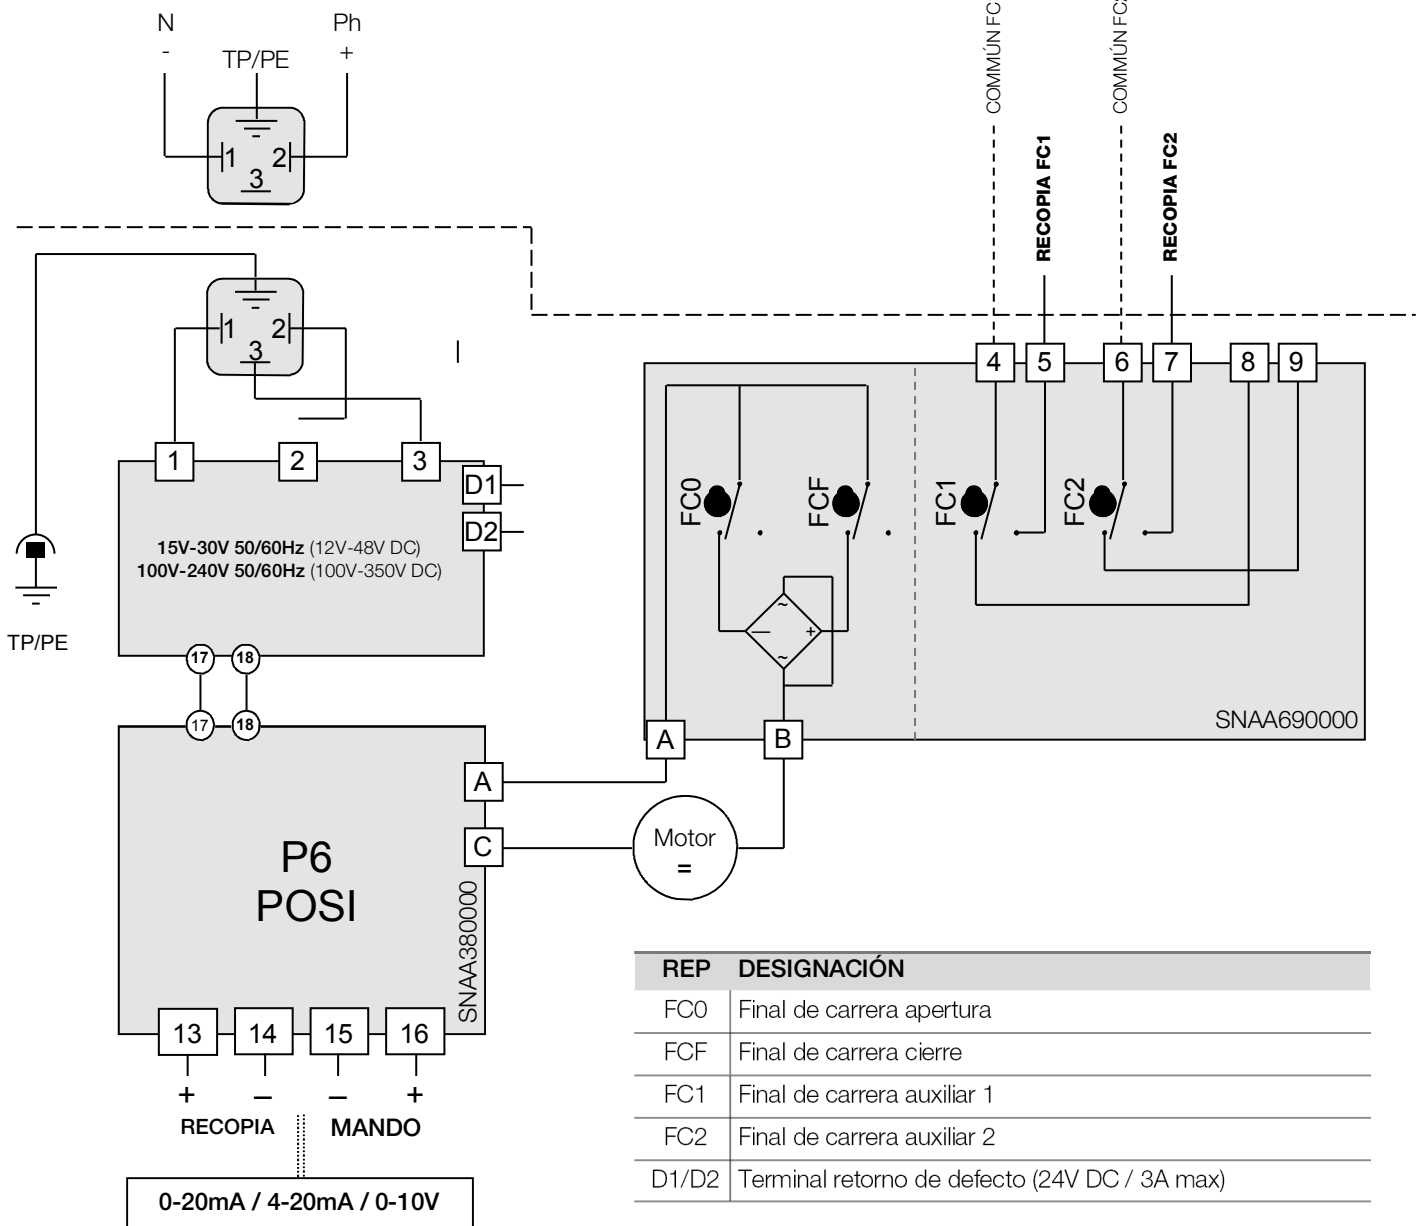 N
-
Ph
+
TP/PE
1
2
3
COMMÚN FC
RECOPIA FC1
COMMÚN FC2
RECOPIA FC2
1
2
3
4
5
6
7
8
9
1
2
3
D1
D2
15V-30V 50/60Hz (12V-48V DC)
100V-240V 50/60Hz (100V-350V DC)
TP/PE
FC0
FCF
FC1
FC2
~
—
+
~
SNAA690000
A
B
17
18
17
18
A
C
Motor
=
P6
POSI
SNAA380000
13
14
15
16
+
–
–
+
RECOPIA
MANDO
0-20mA / 4-20mA / 0-10V
REP DESIGNACIÓN
FC0 Final de carrera apertura
FCF Final de carrera cierre
FC1 Final de carrera auxiliar 1
FC2 Final de carrera auxiliar 2
D1/D2 Terminal retorno de defecto (24V DC / 3A max)